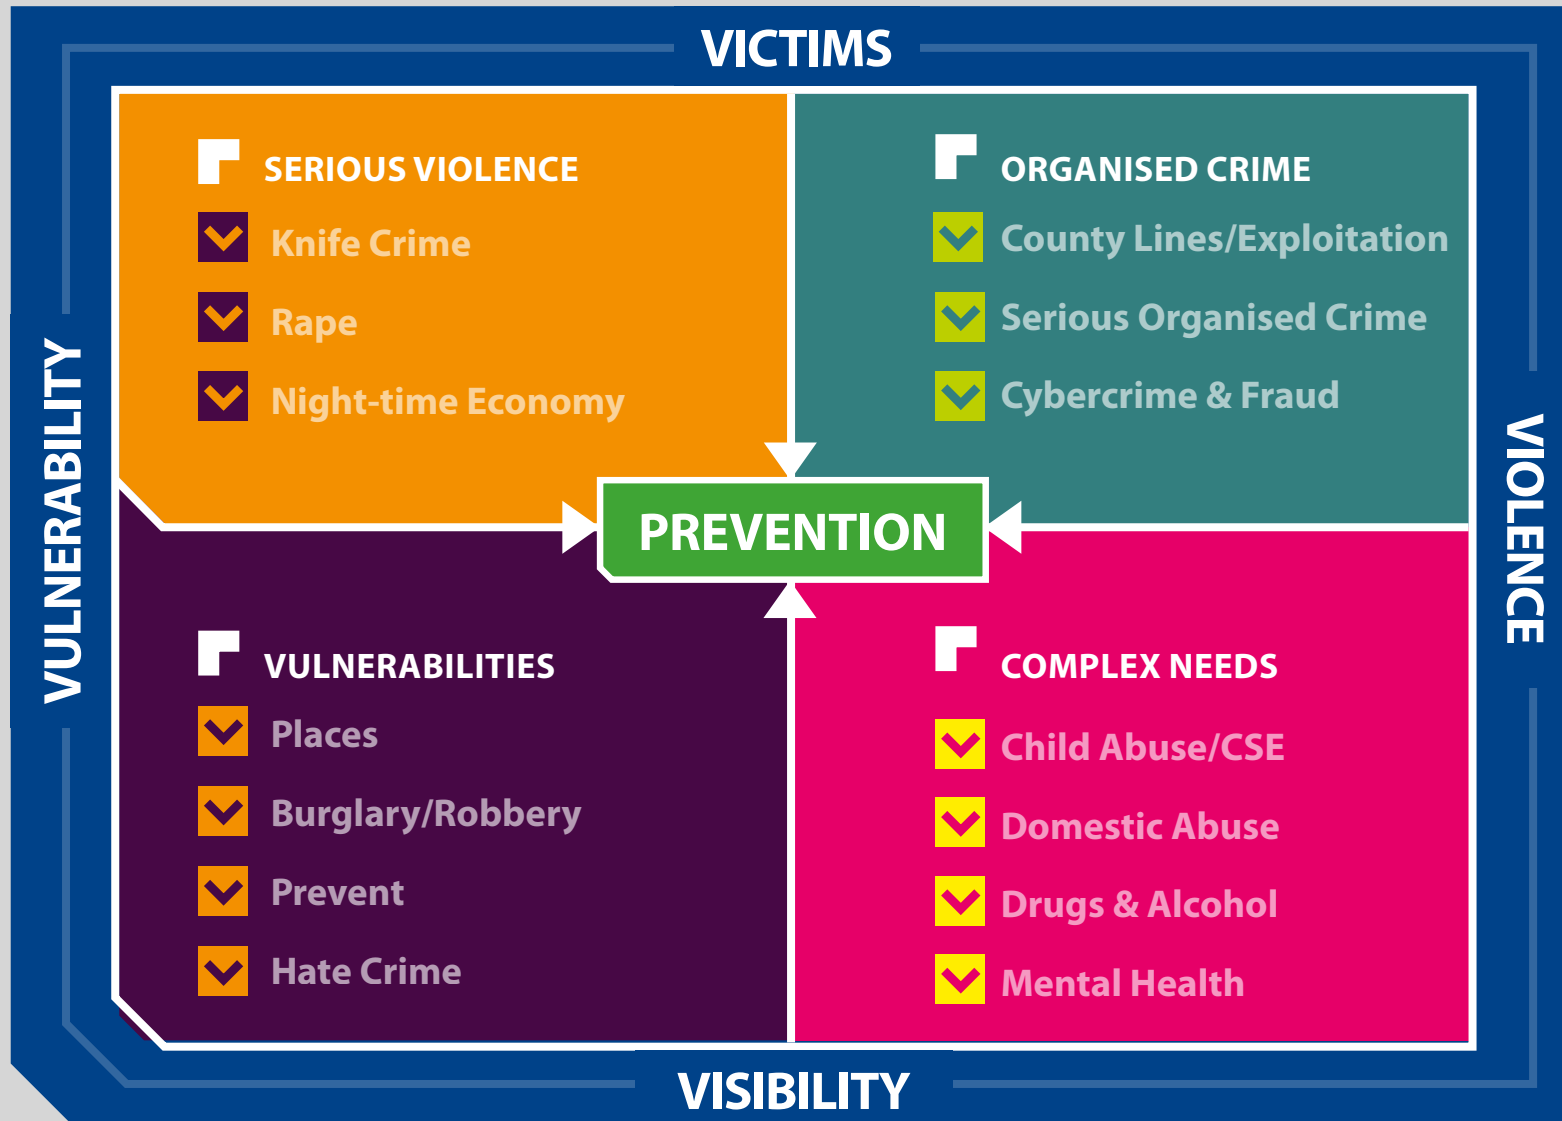 VICTIMS
SERIOUS VIOLENCE
Knife Crime
Rape
Night-time Economy
ORGANISED CRIME
County Lines/Exploitation
Serious Organised Crime
Cybercrime & Fraud
VULNERABILITY
PREVENTION
VIOLENCE
VULNERABILITIES
Places
Burglary/Robbery
Prevent
Hate Crime
COMPLEX NEEDS
Child Abuse/CSE
Domestic Abuse
Drugs & Alcohol
Mental Health
VISIBILITY